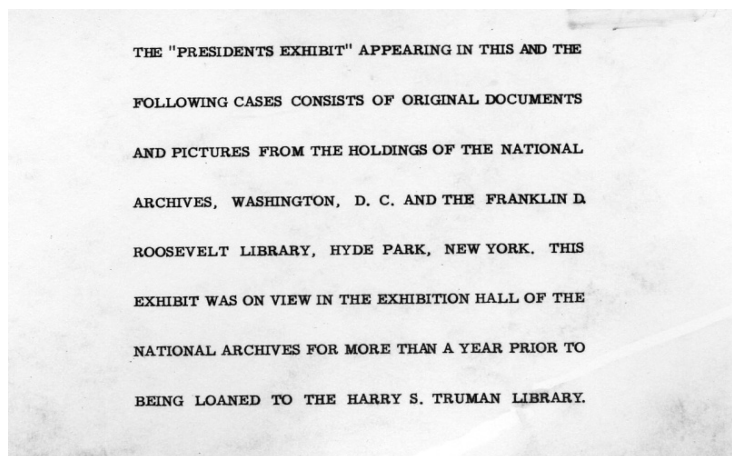 THE "PRESIDENTS EXHIBIT" APPEARING IN THIS AND THE
FOLLOWING CASES CONSISTS OF ORIGINAL DOCUMENTS
AND PICTURES FROM THE HOLDINGS OF THE NATIONAL
ARCHIVES, WASHINGTON, D. C. AND THE FRANKLIN D.
ROOSEVELT LIBRARY, HYDE PARK, NEW YORK. THIS
EXHIBIT WAS ON VIEW IN THE EXHIBITION HALL OF THE
NATIONAL ARCHIVES FOR MORE THAN A YEAR PRIOR TO
BEING LOANED TO THE HARRY S. TRUMAN LIBRARY.